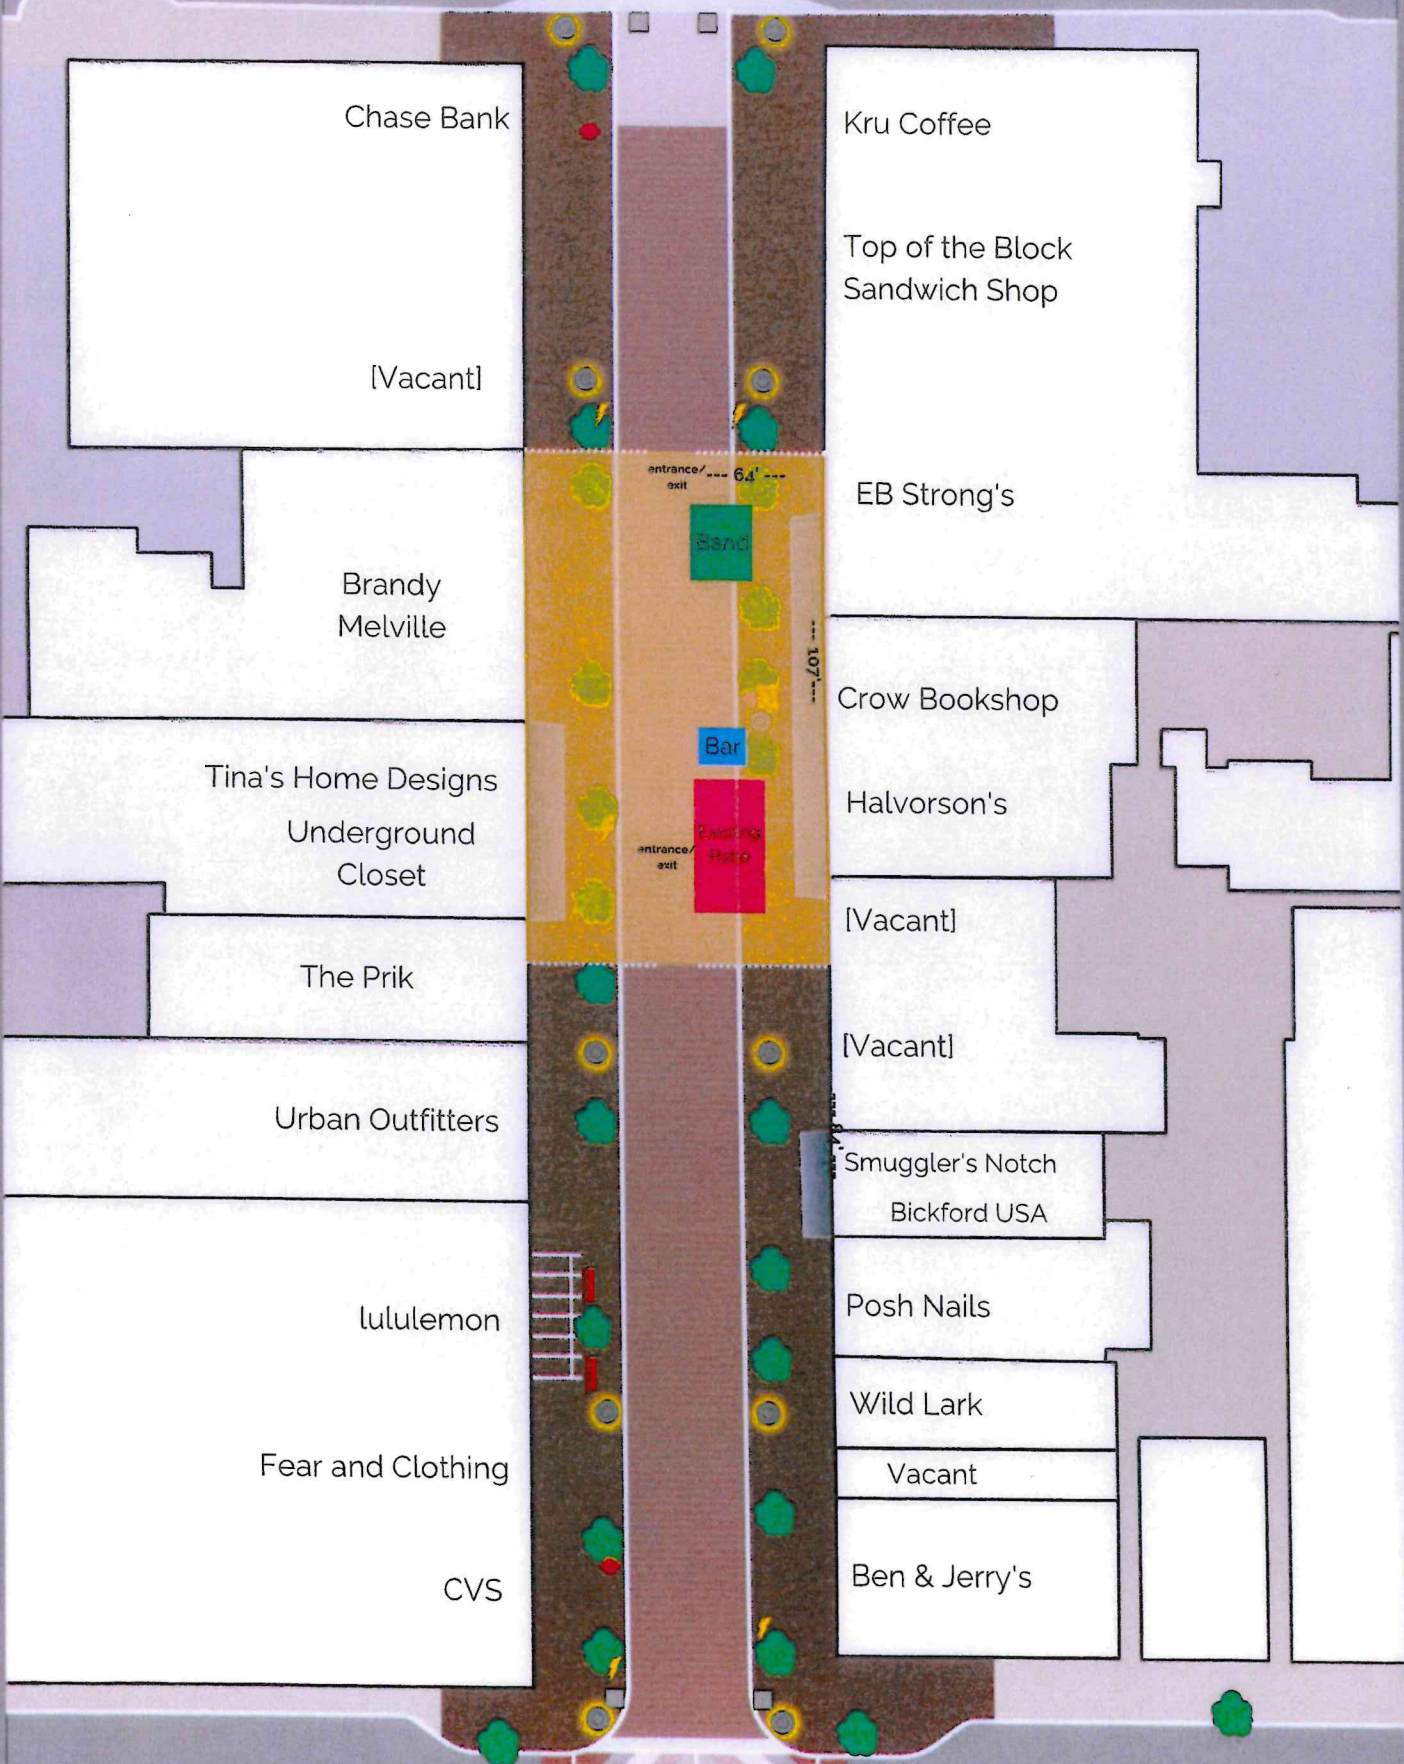 Chase Bank
[Vacant]
Brandy
Melville
Tina's Home Designs
Underground
Closet
The Prik
Urban Outfitters
lululemon
Fear and Clothing
CVS
entrance/
exit
--- 64' ---
Band
--- 107'---
Bar
Existing
Patio
entrance/
exit
Kru Coffee
Top of the Block
Sandwich Shop
EB Strong's
Crow Bookshop
Halvorson's
[Vacant]
[Vacant]
Smuggler's Notch
Bickford USA
Posh Nails
Wild Lark
Vacant
Ben & Jerry's